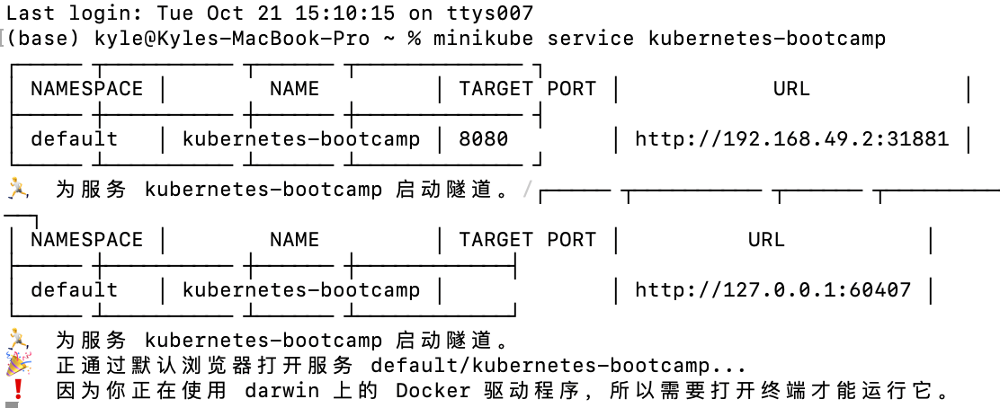 Last login: Tue Oct 21 15:10:15 on ttys007
(base) kyle@Kyles-MacBook-Pro ~ % minikube service kubernetes-bootcamp
NAMESPACE | NAME | TARGET PORT | URL |
default | kubernetes-bootcamp | 8080 | http://192.168.49.2:31881 |
🏃 为服务 kubernetes-bootcamp 启动隧道。/
NAMESPACE | NAME | TARGET PORT | URL |
default | kubernetes-bootcamp | | http://127.0.0.1:60407 |
🏃 为服务 kubernetes-bootcamp 启动隧道。
🎉 正通过默认浏览器打开服务 default/kubernetes-bootcamp...
❗ 因为你正在使用 darwin 上的 Docker 驱动程序，所以需要打开终端才能运行它。